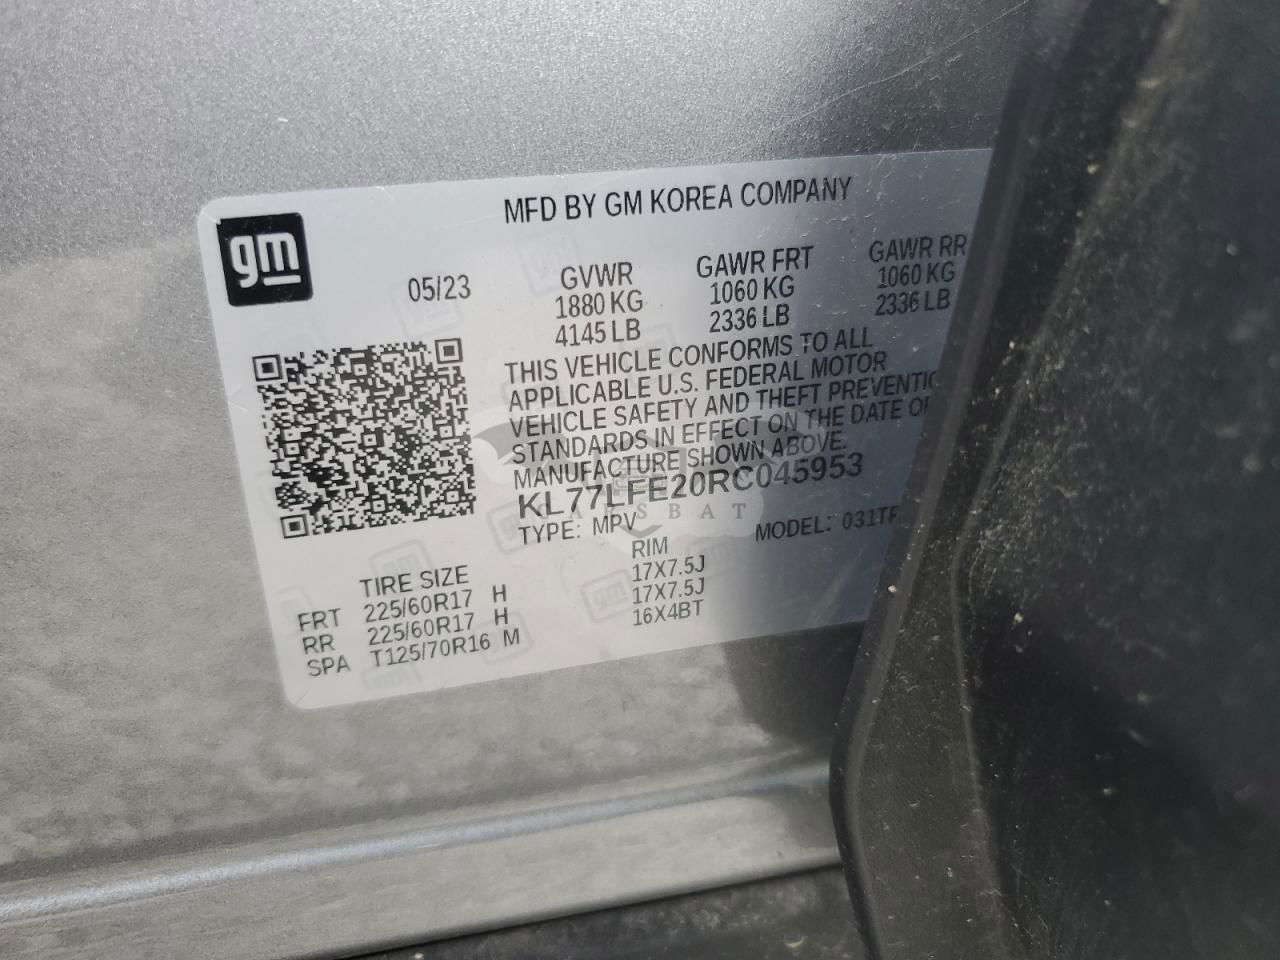 MFD BY GM KOREA COMPANY
gm
05/23
GVWR GAWR FRT GAWR RR
1880 KG 1060 KG 1060 KG
4145 LB 2336 LB 2336 LB
THIS VEHICLE CONFORMS TO ALL
APPLICABLE U.S. FEDERAL MOTOR
VEHICLE SAFETY AND THEFT PREVENTIO
STANDARDS IN EFFECT ON THE DATE OF
MANUFACTURE SHOWN ABOVE.
KL77LFE20RC045953
CARSBAT
TYPE: MPV MODEL: 031TF
TIRE SIZE RIM
FRT 225/60R17 H 17X7.5J
RR 225/60R17 H 17X7.5J
SPA T125/70R16 M 16X4BT